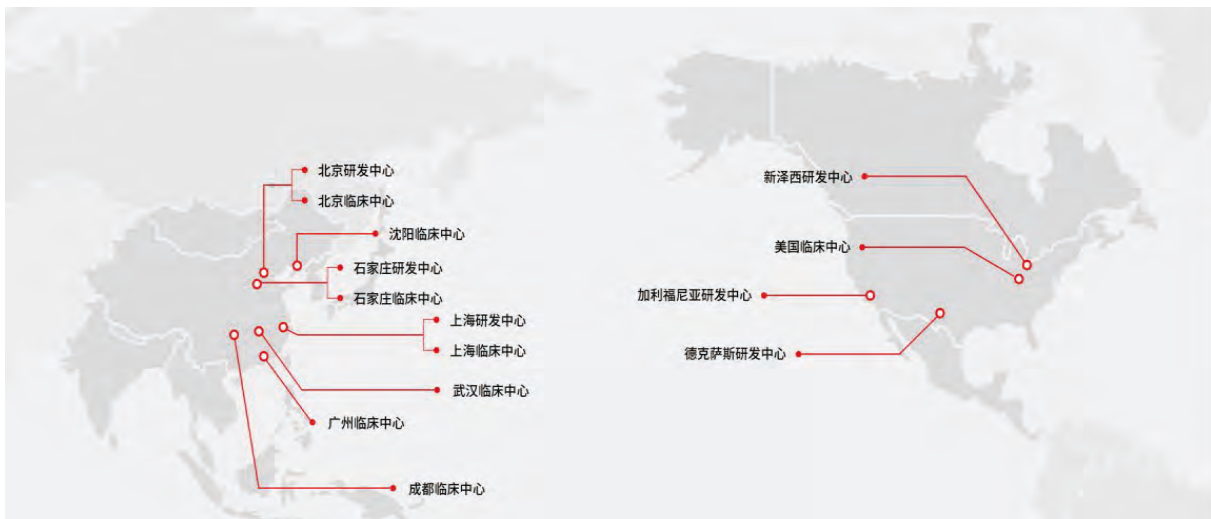 北京研发中心
北京临床中心
沈阳临床中心
石家庄研发中心
石家庄临床中心
上海研发中心
上海临床中心
武汉临床中心
广州临床中心
成都临床中心
新泽西研发中心
美国临床中心
加利福尼亚研发中心
德克萨斯研发中心